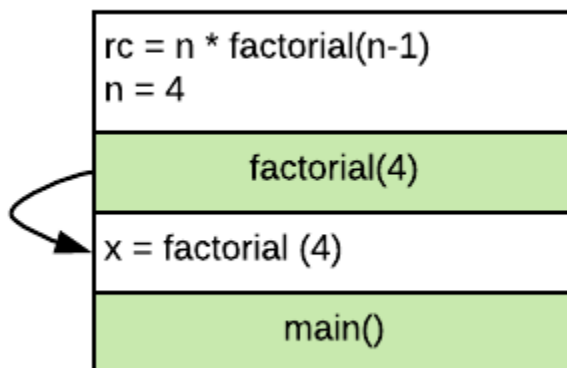 rc = n * factorial(n-1)
n = 4
factorial(4)
x = factorial (4)
main()